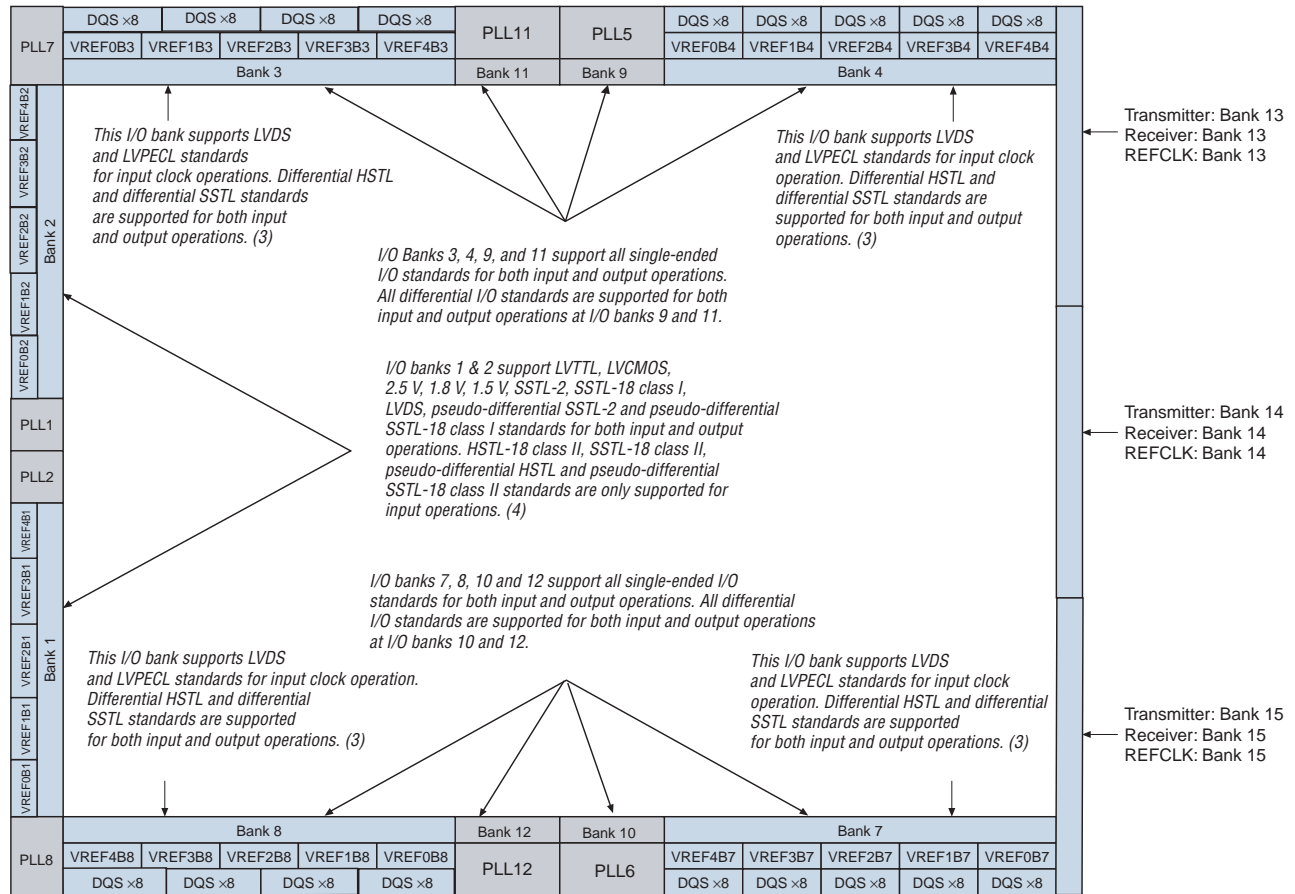 PLL7
DQS ×8 DQS ×8 DQS ×8 DQS ×8
VREF0B3 VREF1B3 VREF2B3 VREF3B3 VREF4B3
Bank 3
PLL11
Bank 11
PLL5
Bank 9
DQS ×8 DQS ×8 DQS ×8 DQS ×8 DQS ×8
VREF0B4 VREF1B4 VREF2B4 VREF3B4 VREF4B4
Bank 4
VREF4B2
VREF3B2
VREF2B2
VREF1B2
VREF0B2
Bank 2
This I/O bank supports LVDS
and LVPECL standards
for input clock operations. Differential HSTL
and differential SSTL standards
are supported for both input
and output operations. (3)
This I/O bank supports LVDS
and LVPECL standards for input clock
operation. Differential HSTL and
differential SSTL standards are
supported for both input and output
operations. (3)
Transmitter: Bank 13
Receiver: Bank 13
REFCLK: Bank 13
I/O Banks 3, 4, 9, and 11 support all single-ended
I/O standards for both input and output operations.
All differential I/O standards are supported for both
input and output operations at I/O banks 9 and 11.
I/O banks 1 & 2 support LVTTL, LVCMOS,
2.5 V, 1.8 V, 1.5 V, SSTL-2, SSTL-18 class I,
LVDS, pseudo-differential SSTL-2 and pseudo-differential
SSTL-18 class I standards for both input and output
operations. HSTL-18 class II, SSTL-18 class II,
pseudo-differential HSTL and pseudo-differential
SSTL-18 class II standards are only supported for
input operations. (4)
PLL1
PLL2
Transmitter: Bank 14
Receiver: Bank 14
REFCLK: Bank 14
VREF4B1
VREF3B1
VREF2B1
VREF1B1
VREF0B1
Bank 1
I/O banks 7, 8, 10 and 12 support all single-ended I/O
standards for both input and output operations. All differential
I/O standards are supported for both input and output operations
at I/O banks 10 and 12.
This I/O bank supports LVDS
and LVPECL standards for input clock operation.
Differential HSTL and differential
SSTL standards are supported
for both input and output operations. (3)
This I/O bank supports LVDS
and LVPECL standards for input clock
operation. Differential HSTL and differential
SSTL standards are supported
for both input and output operations. (3)
Transmitter: Bank 15
Receiver: Bank 15
REFCLK: Bank 15
PLL8
Bank 8
VREF4B8 VREF3B8 VREF2B8 VREF1B8 VREF0B8
DQS ×8 DQS ×8 DQS ×8 DQS ×8
Bank 12
PLL12
Bank 10
PLL6
Bank 7
VREF4B7 VREF3B7 VREF2B7 VREF1B7 VREF0B7
DQS ×8 DQS ×8 DQS ×8 DQS ×8 DQS ×8